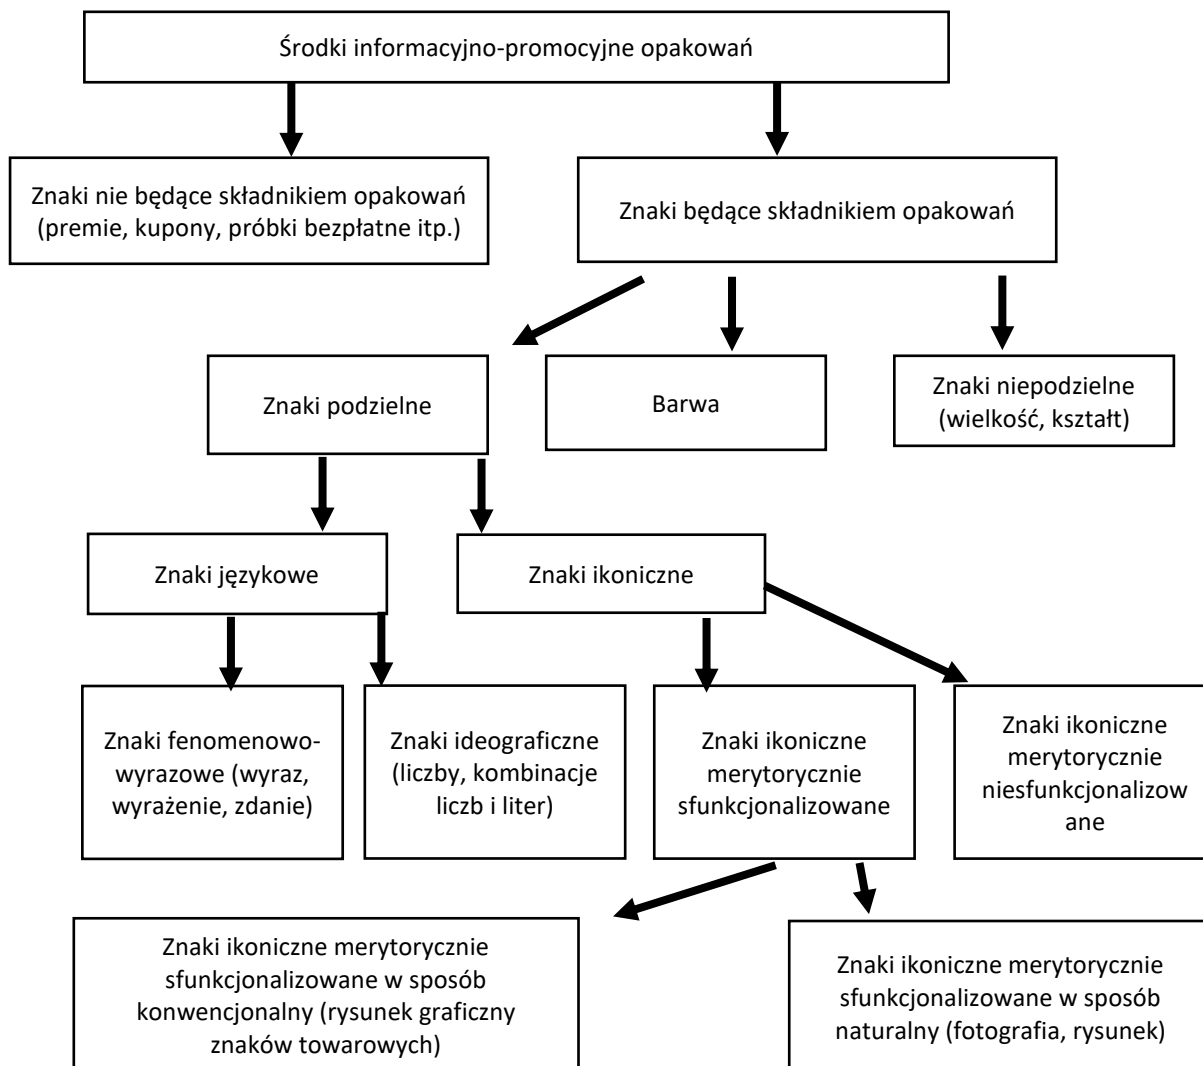 Środki informacyjno-promocyjne opakowań
Znaki nie będące składnikiem opakowań
(premie, kupony, próbki bezpłatne itp.)
Znaki będące składnikiem opakowań
Znaki podzielne
Barwa
Znaki niepodzielne
(wielkość, kształt)
Znaki językowe
Znaki ikoniczne
Znaki fenomenowo-
wyrazowe (wyraz,
wyrażenie, zdanie)
Znaki ideograficzne
(liczby, kombinacje
liczb i liter)
Znaki ikoniczne
merytorycznie
sfunkcjonalizowane
Znaki ikoniczne
merytorycznie
niesfunkcjonalizow
ane
Znaki ikoniczne merytorycznie
sfunkcjonalizowane w sposób
konwencjonalny (rysunek graficzny
znaków towarowych)
Znaki ikoniczne merytorycznie
sfunkcjonalizowane w sposób
naturalny (fotografia, rysunek)